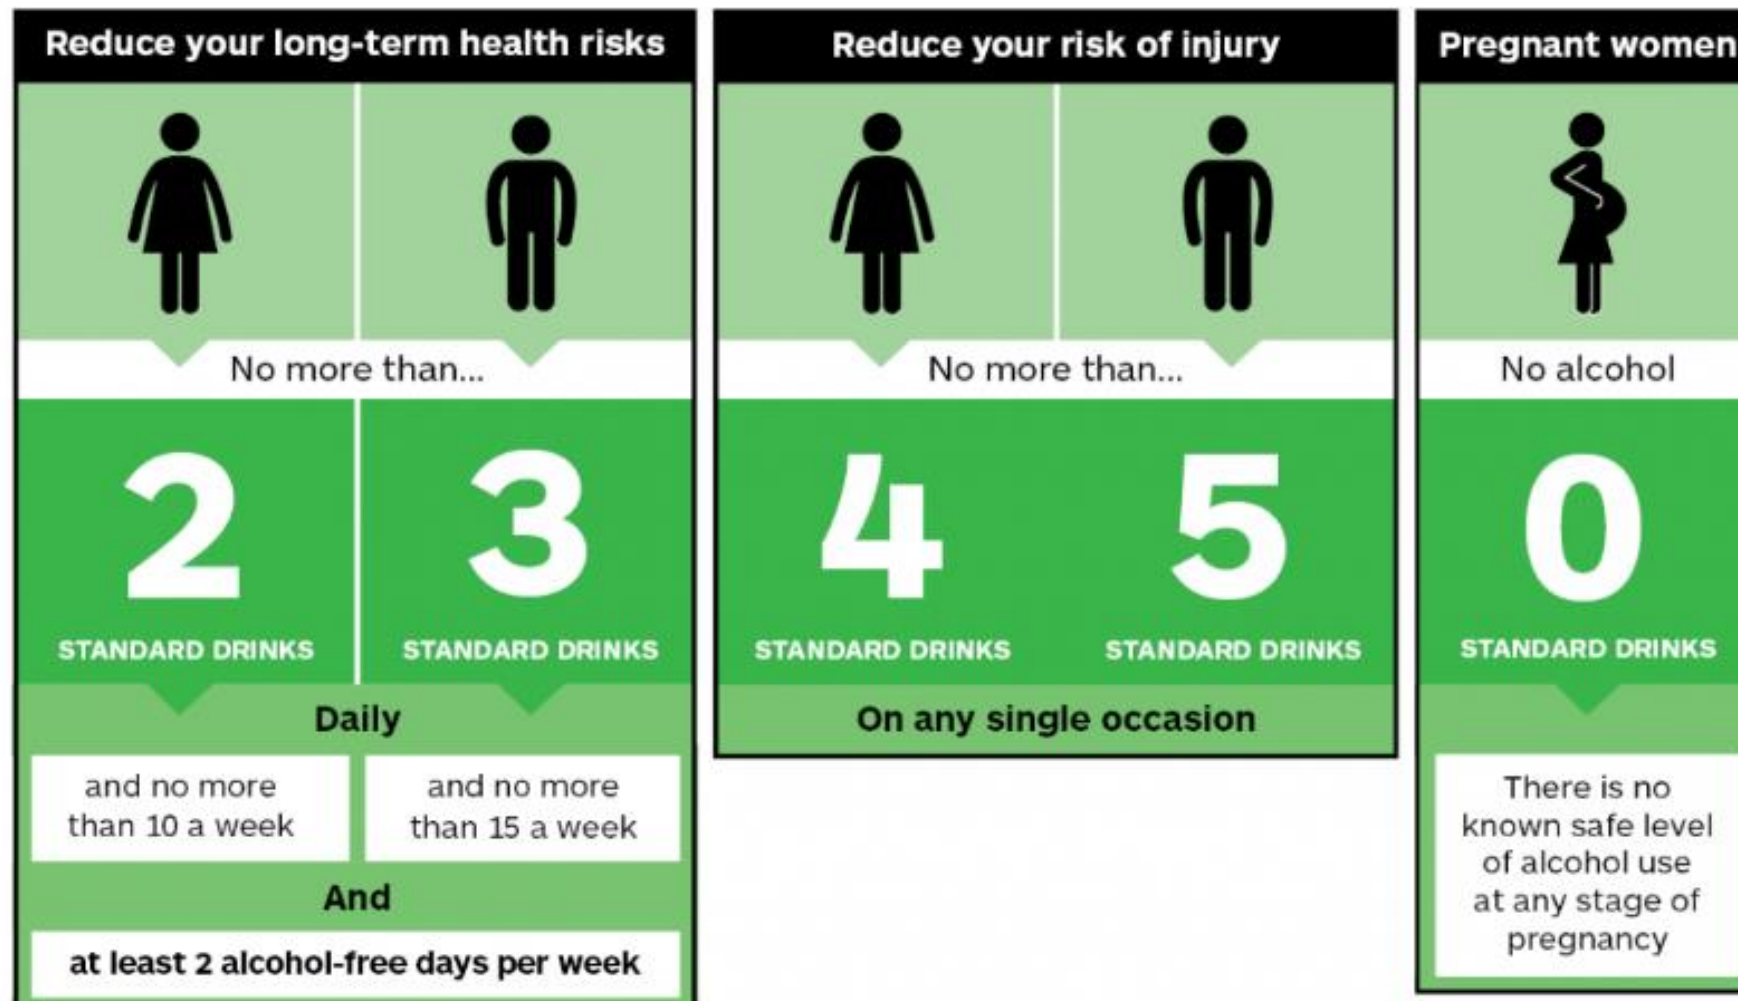 Reduce your long-term health risks
No more than...
2
STANDARD DRINKS
3
STANDARD DRINKS
Daily
and no more
than 10 a week
and no more
than 15 a week
And
at least 2 alcohol-free days per week
Reduce your risk of injury
No more than...
4
STANDARD DRINKS
5
STANDARD DRINKS
On any single occasion
Pregnant women
No alcohol
0
STANDARD DRINKS
There is no
known safe level
of alcohol use
at any stage of
pregnancy